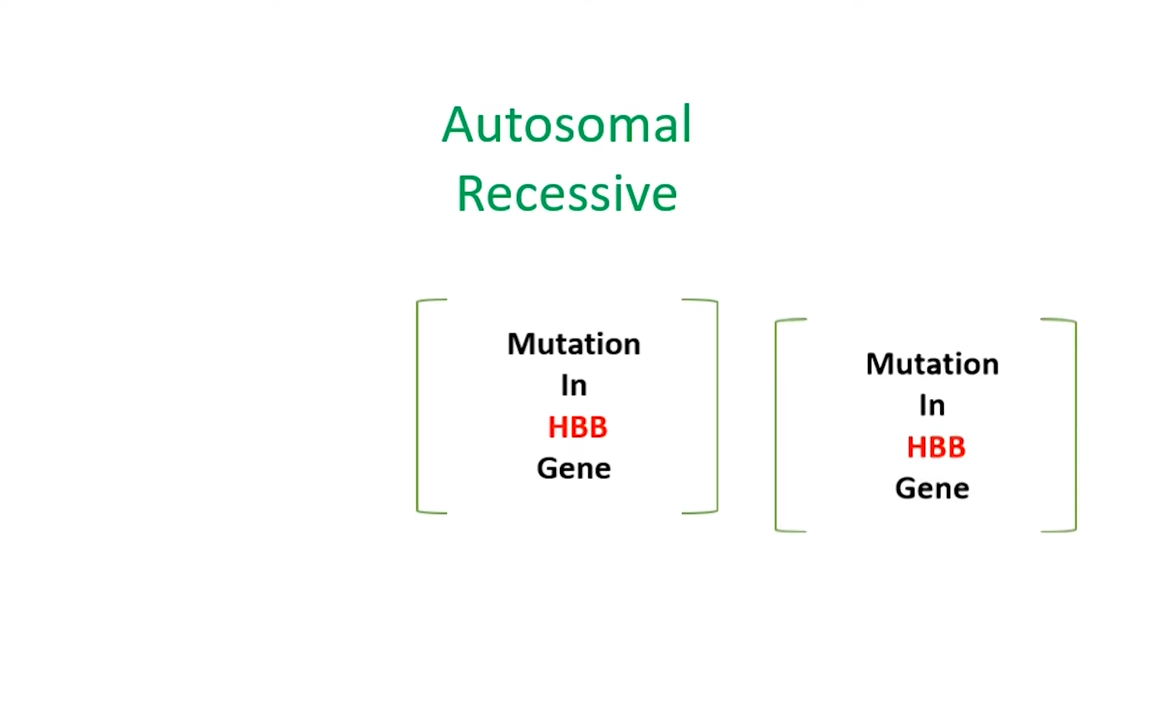 Autosomal
Recessive
Mutation
In
HBB
Gene
Mutation
In
HBB
Gene